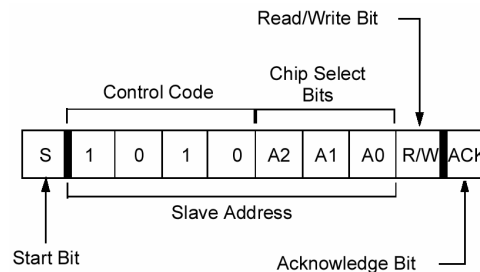 Read/Write Bit
Chip Select
Bits
Control Code
S 1 0 1 0 A2 A1 A0 R/W ACK
Slave Address
Start Bit
Acknowledge Bit